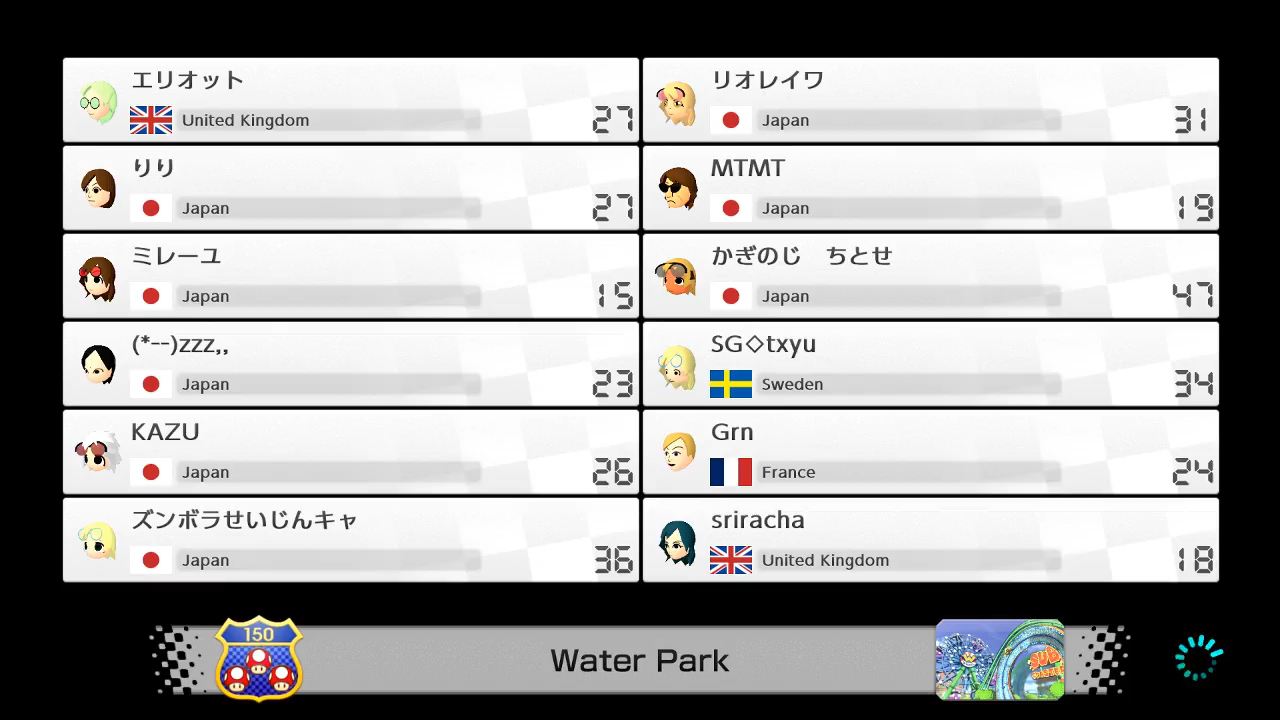 エリオット
United Kingdom
27
りり
Japan
27
ミレーユ
Japan
15
(*--)zzz,,
Japan
23
KAZU
Japan
26
ズンボラせいじんキャ
Japan
36
リオレイワ
Japan
31
MTMT
Japan
19
かぎのじ　ちとせ
Japan
47
SG◇txyu
Sweden
34
Grn
France
24
sriracha
United Kingdom
18
150
Water Park